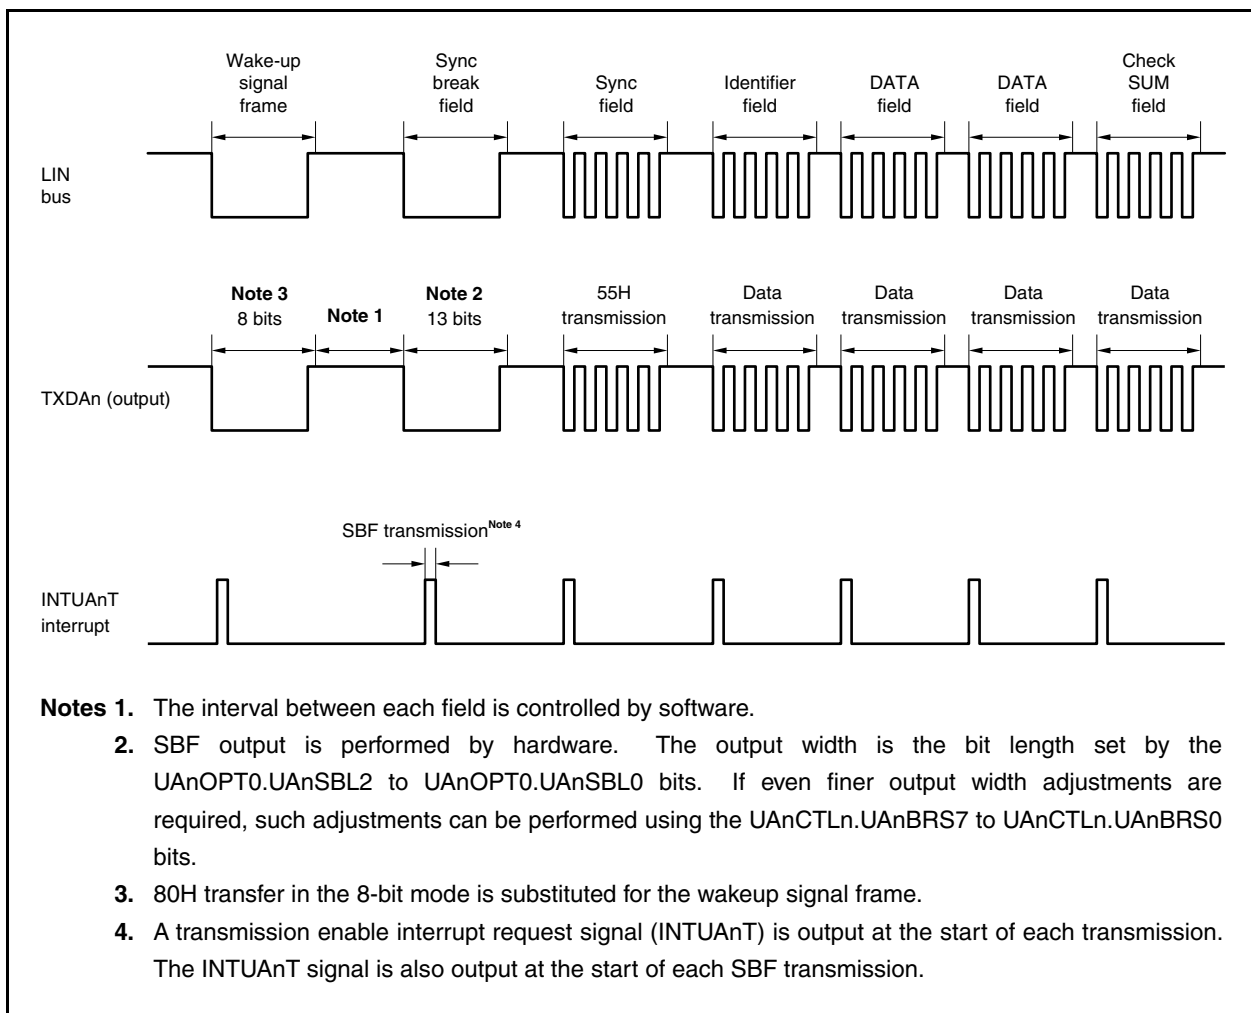 Wake-up
signal
frame
Sync
break
field
Sync
field
Identifier
field
DATA
field
DATA
field
Check
SUM
field
LIN
bus
Note 3
8 bits
Note 1
Note 2
13 bits
55H
transmission
Data
transmission
Data
transmission
Data
transmission
Data
transmission
TXDAn (output)
SBF transmission Note 4
INTUAnT
interrupt
Notes 1. The interval between each field is controlled by software.
2. SBF output is performed by hardware. The output width is the bit length set by the
UAnOPT0.UAnSBL2 to UAnOPT0.UAnSBL0 bits. If even finer output width adjustments are
required, such adjustments can be performed using the UAnCTLn.UAnBRS7 to UAnCTLn.UAnBRS0
bits.
3. 80H transfer in the 8-bit mode is substituted for the wakeup signal frame.
4. A transmission enable interrupt request signal (INTUAnT) is output at the start of each transmission.
The INTUAnT signal is also output at the start of each SBF transmission.